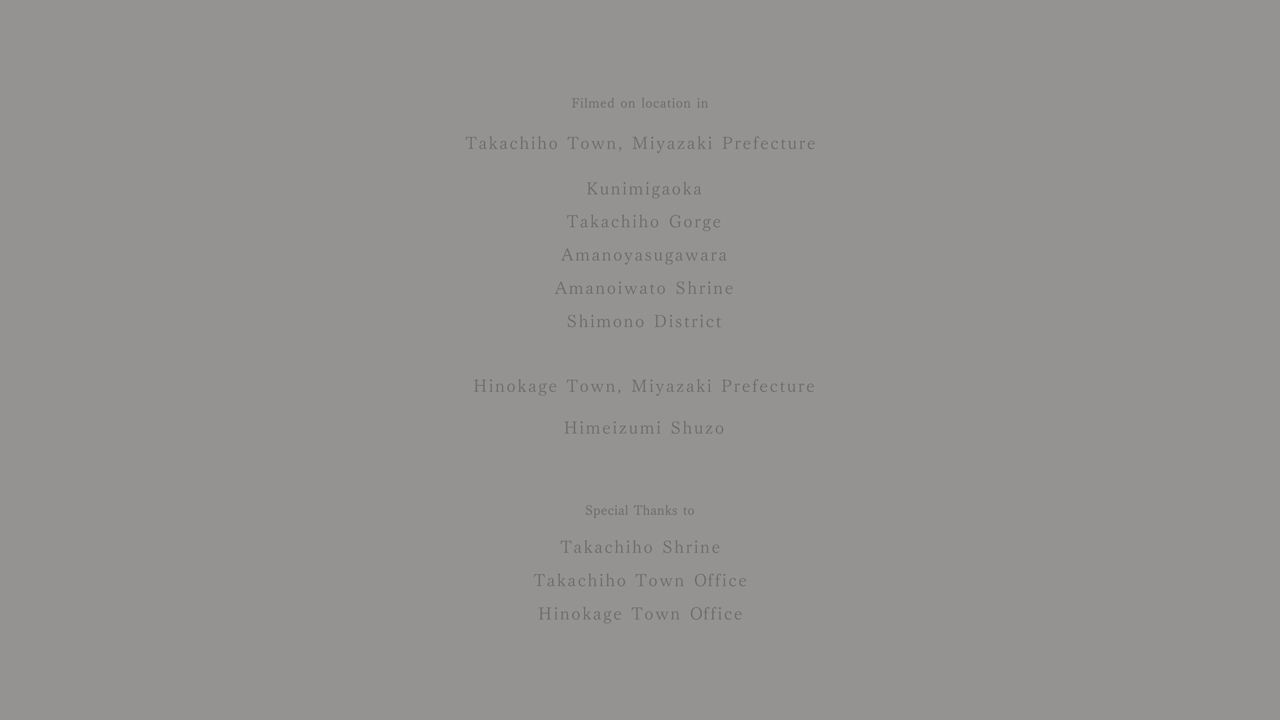 Filmed on location in
Takachiho Town, Miyazaki Prefecture
Kunimigaoka
Takachiho Gorge
Amanoyasugawara
Amanoiwato Shrine
Shimono District
Hinokage Town, Miyazaki Prefecture
Himeizumi Shuzo
Special Thanks to
Takachiho Shrine
Takachiho Town Office
Hinokage Town Office